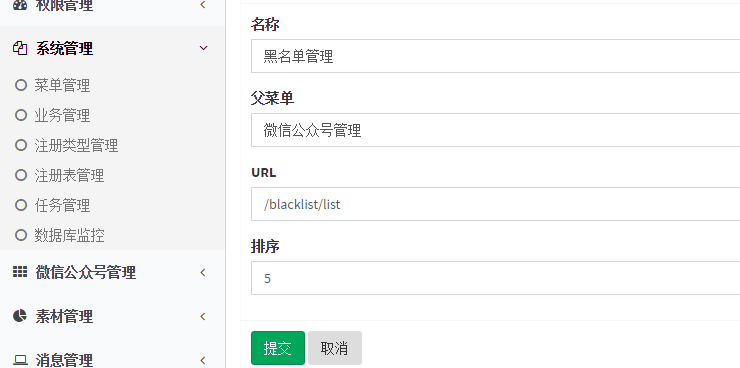 权限管理
系统管理
菜单管理
业务管理
注册类型管理
注册表管理
任务管理
数据库监控
微信公众号管理
素材管理
消息管理
名称
黑名单管理
父菜单
微信公众号管理
URL
/blacklist/list
排序
5
提交 取消